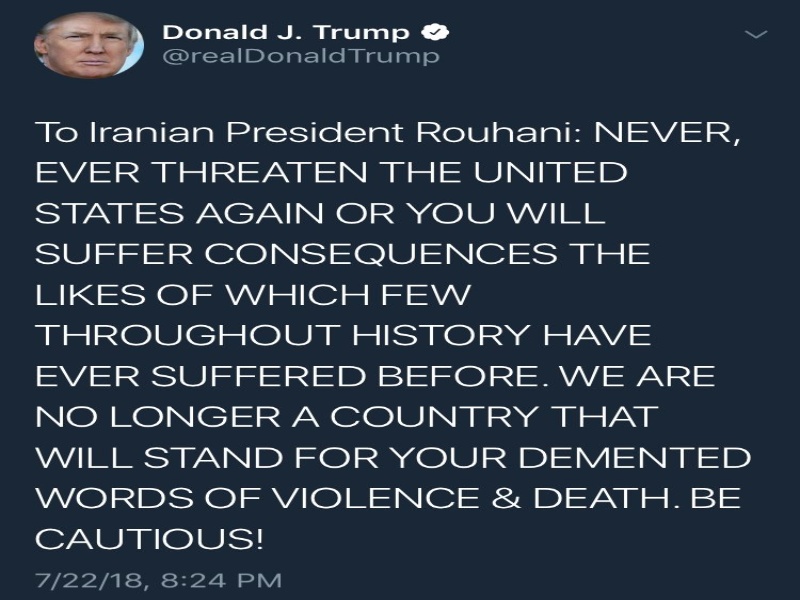 Donald J. Trump
@realDonaldTrump
To Iranian President Rouhani: NEVER,
EVER THREATEN THE UNITED
STATES AGAIN OR YOU WILL
SUFFER CONSEQUENCES THE
LIKES OF WHICH FEW
THROUGHOUT HISTORY HAVE
EVER SUFFERED BEFORE. WE ARE
NO LONGER A COUNTRY THAT
WILL STAND FOR YOUR DEMENTED
WORDS OF VIOLENCE & DEATH. BE
CAUTIOUS!
7/22/18, 8:24 PM